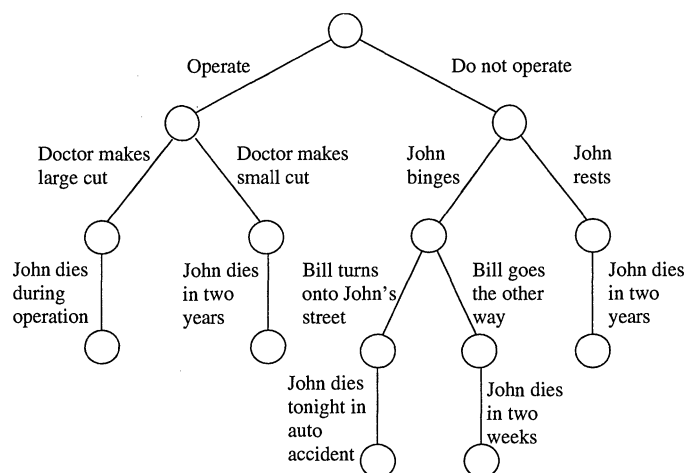 Operate
Do not operate
Doctor makes
large cut
Doctor makes
small cut
John
binges
John
rests
John dies
during
operation
John dies
in two
years
Bill turns
onto John's
street
Bill goes
the other
way
John dies
in two
years
John dies
tonight in
auto
accident
John dies
in two
weeks